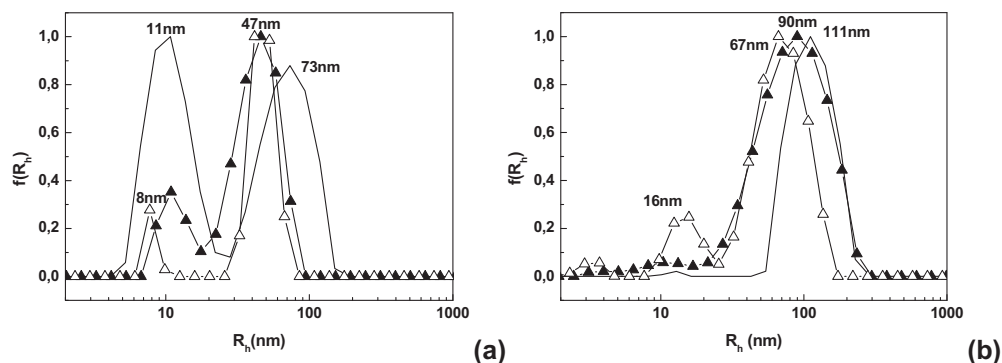 11nm
47nm
73nm
8nm
1,0
0,8
0,6
0,4
0,2
0,0
f(R_h)
10
100
1000
R_h(nm)
(a)
90nm
67nm
111nm
16nm
1,0
0,8
0,6
0,4
0,2
0,0
f(R_h)
10
100
1000
R_h(nm)
(b)